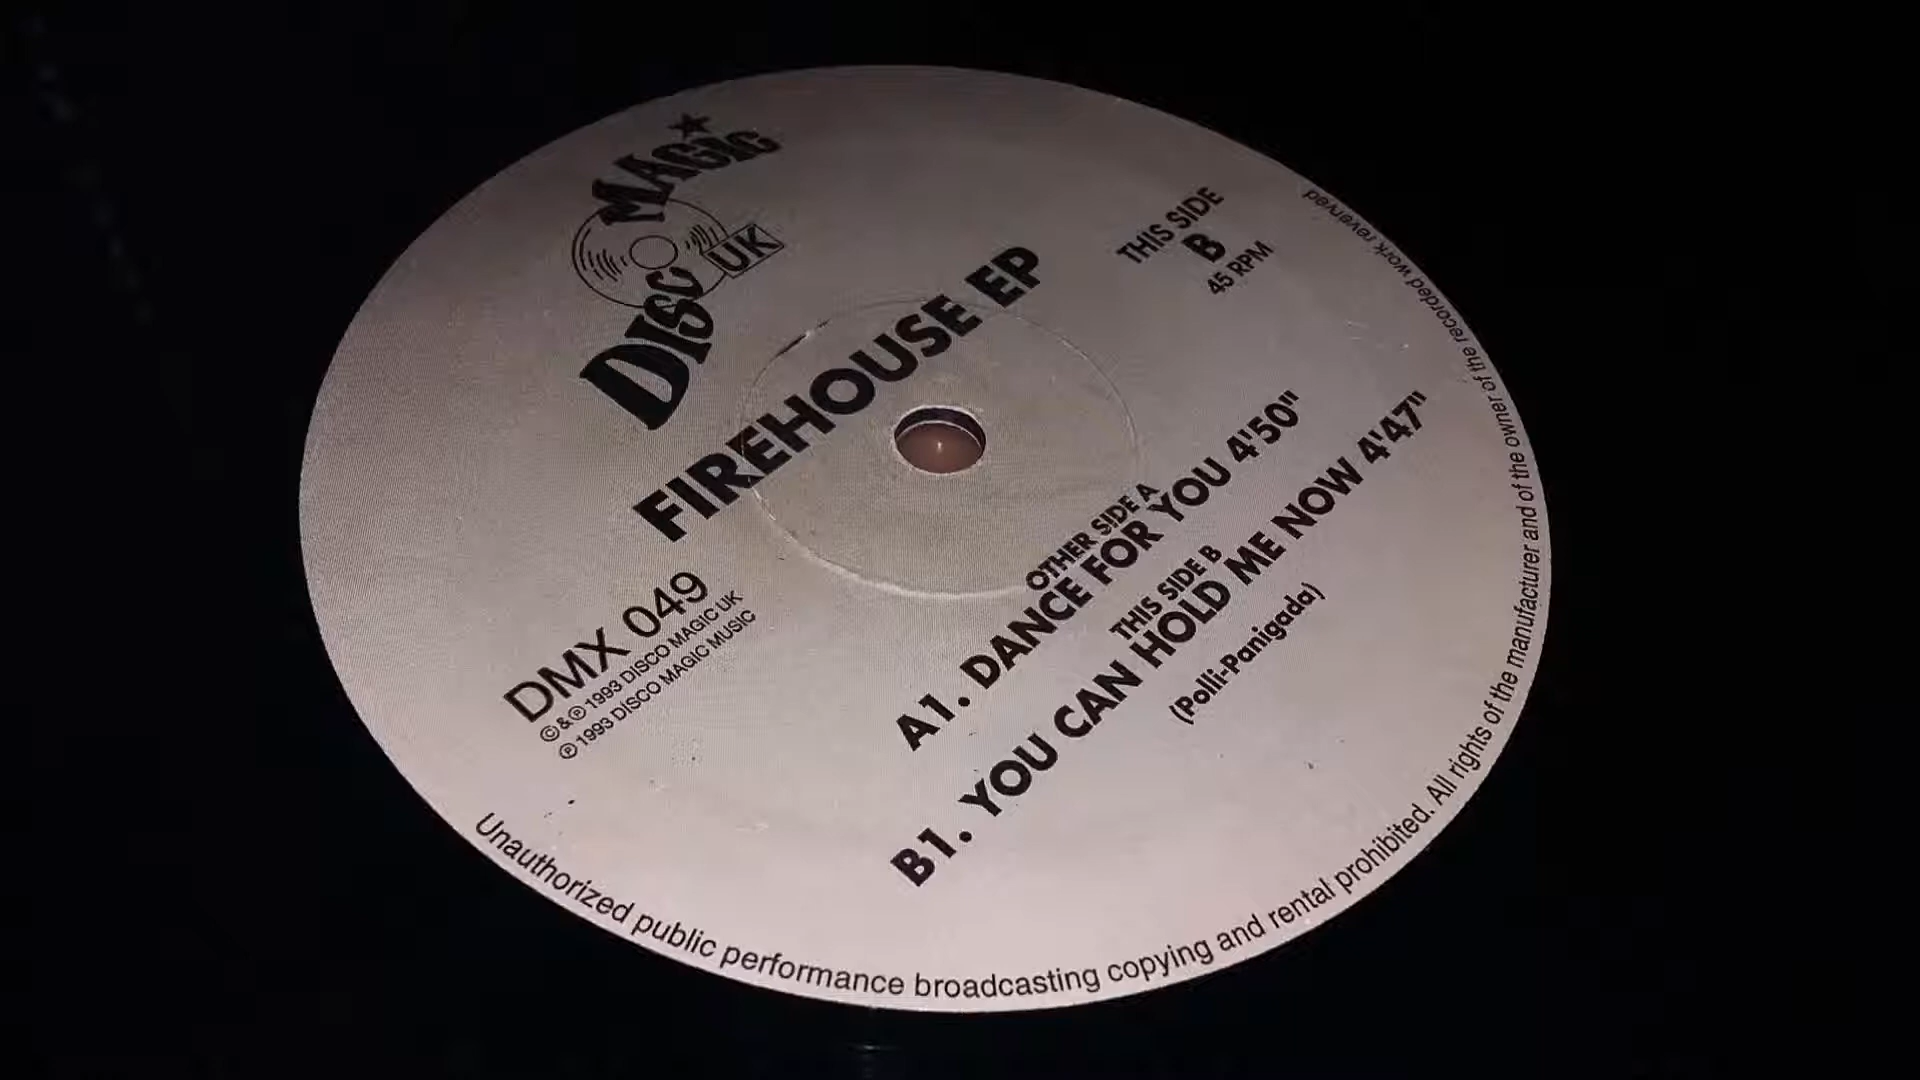 DISCO MAGIC UK
FIREHOUSE EP
THIS SIDE
B
45 RPM
DMX 049
© & ℗ 1993 DISCO MAGIC UK
℗ 1993 DISCO MAGIC MUSIC
OTHER SIDE A
A1. DANCE FOR YOU 4'50"
THIS SIDE B
B1. YOU CAN HOLD ME NOW 4'47"
(Polli-Panigada)
Unauthorized public performance broadcasting copying and rental prohibited. All rights of the manufacturer and of the owner of the recorded work reverved